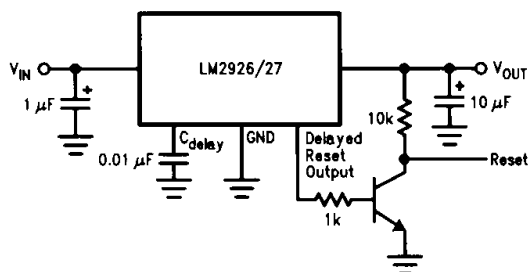 V_IN
LM2926/27
V_OUT
1 μF
10 μF
10k
C_delay
GND
Delayed
Reset
Output
0.01 μF
Reset
1k